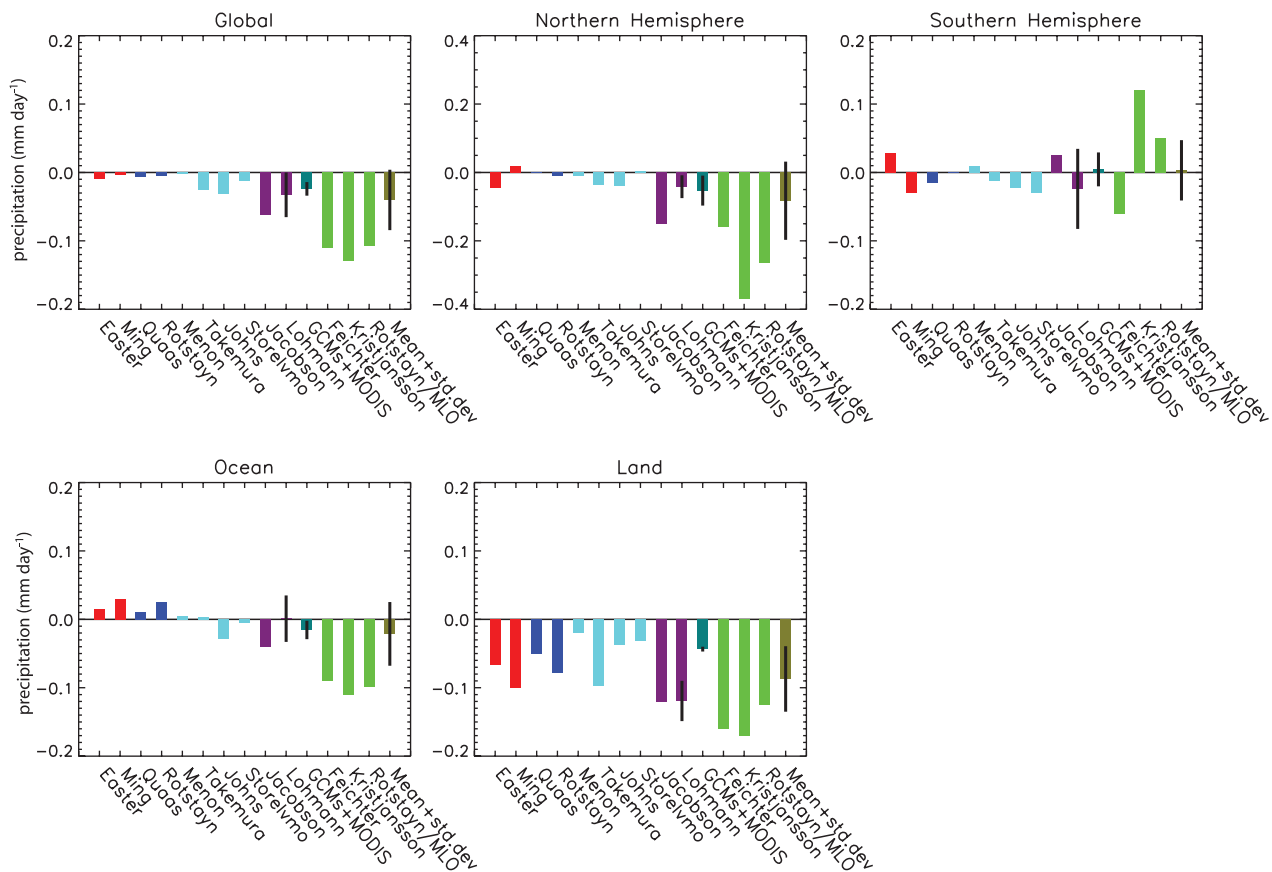 Global
precipitation (mm day⁻¹)
0.2
0.1
0.0
−0.1
−0.2
Easter
Ming
Quaas
Rotstayn
Menon
Takemura
Johns
Storelvmo
Jacobson
Lohmann
GCMs+MODIS
Feichter
Kristjansson
Rotstayn/MLO
Mean+std.dev
Northern Hemisphere
0.4
0.2
0.0
−0.2
−0.4
Easter
Ming
Quaas
Rotstayn
Menon
Takemura
Johns
Storelvmo
Jacobson
Lohmann
GCMs+MODIS
Feichter
Kristjansson
Rotstayn/MLO
Mean+std.dev
Southern Hemisphere
0.2
0.1
0.0
−0.1
−0.2
Easter
Ming
Quaas
Rotstayn
Menon
Takemura
Johns
Storelvmo
Jacobson
Lohmann
GCMs+MODIS
Feichter
Kristjansson
Rotstayn/MLO
Mean+std.dev
Ocean
precipitation (mm day⁻¹)
0.2
0.1
0.0
−0.1
−0.2
Easter
Ming
Quaas
Rotstayn
Menon
Takemura
Johns
Storelvmo
Jacobson
Lohmann
GCMs+MODIS
Feichter
Kristjansson
Rotstayn/MLO
Mean+std.dev
Land
0.2
0.1
0.0
−0.1
−0.2
Easter
Ming
Quaas
Rotstayn
Menon
Takemura
Johns
Storelvmo
Jacobson
Lohmann
GCMs+MODIS
Feichter
Kristjansson
Rotstayn/MLO
Mean+std.dev